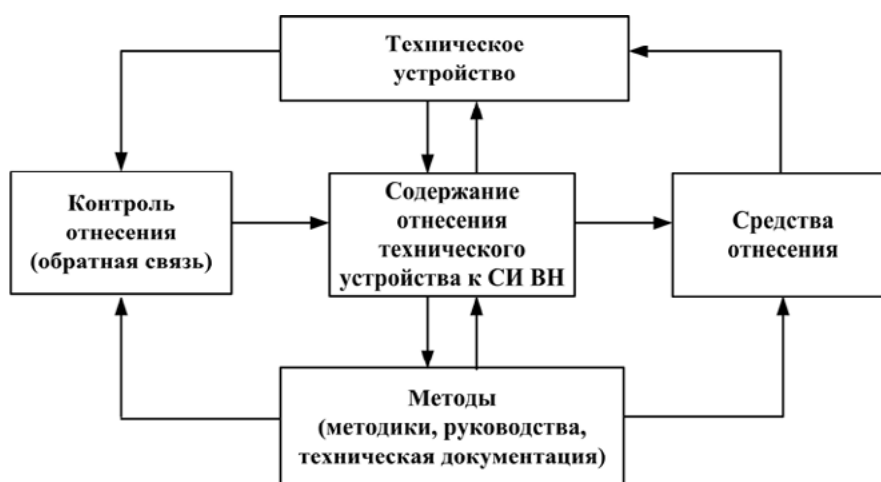 Техническое
устройство
Контроль
отнесения
(обратная связь)
Содержание
отнесения
технического
устройства к СИ ВН
Средства
отнесения
Методы
(методики, руководства,
техническая документация)